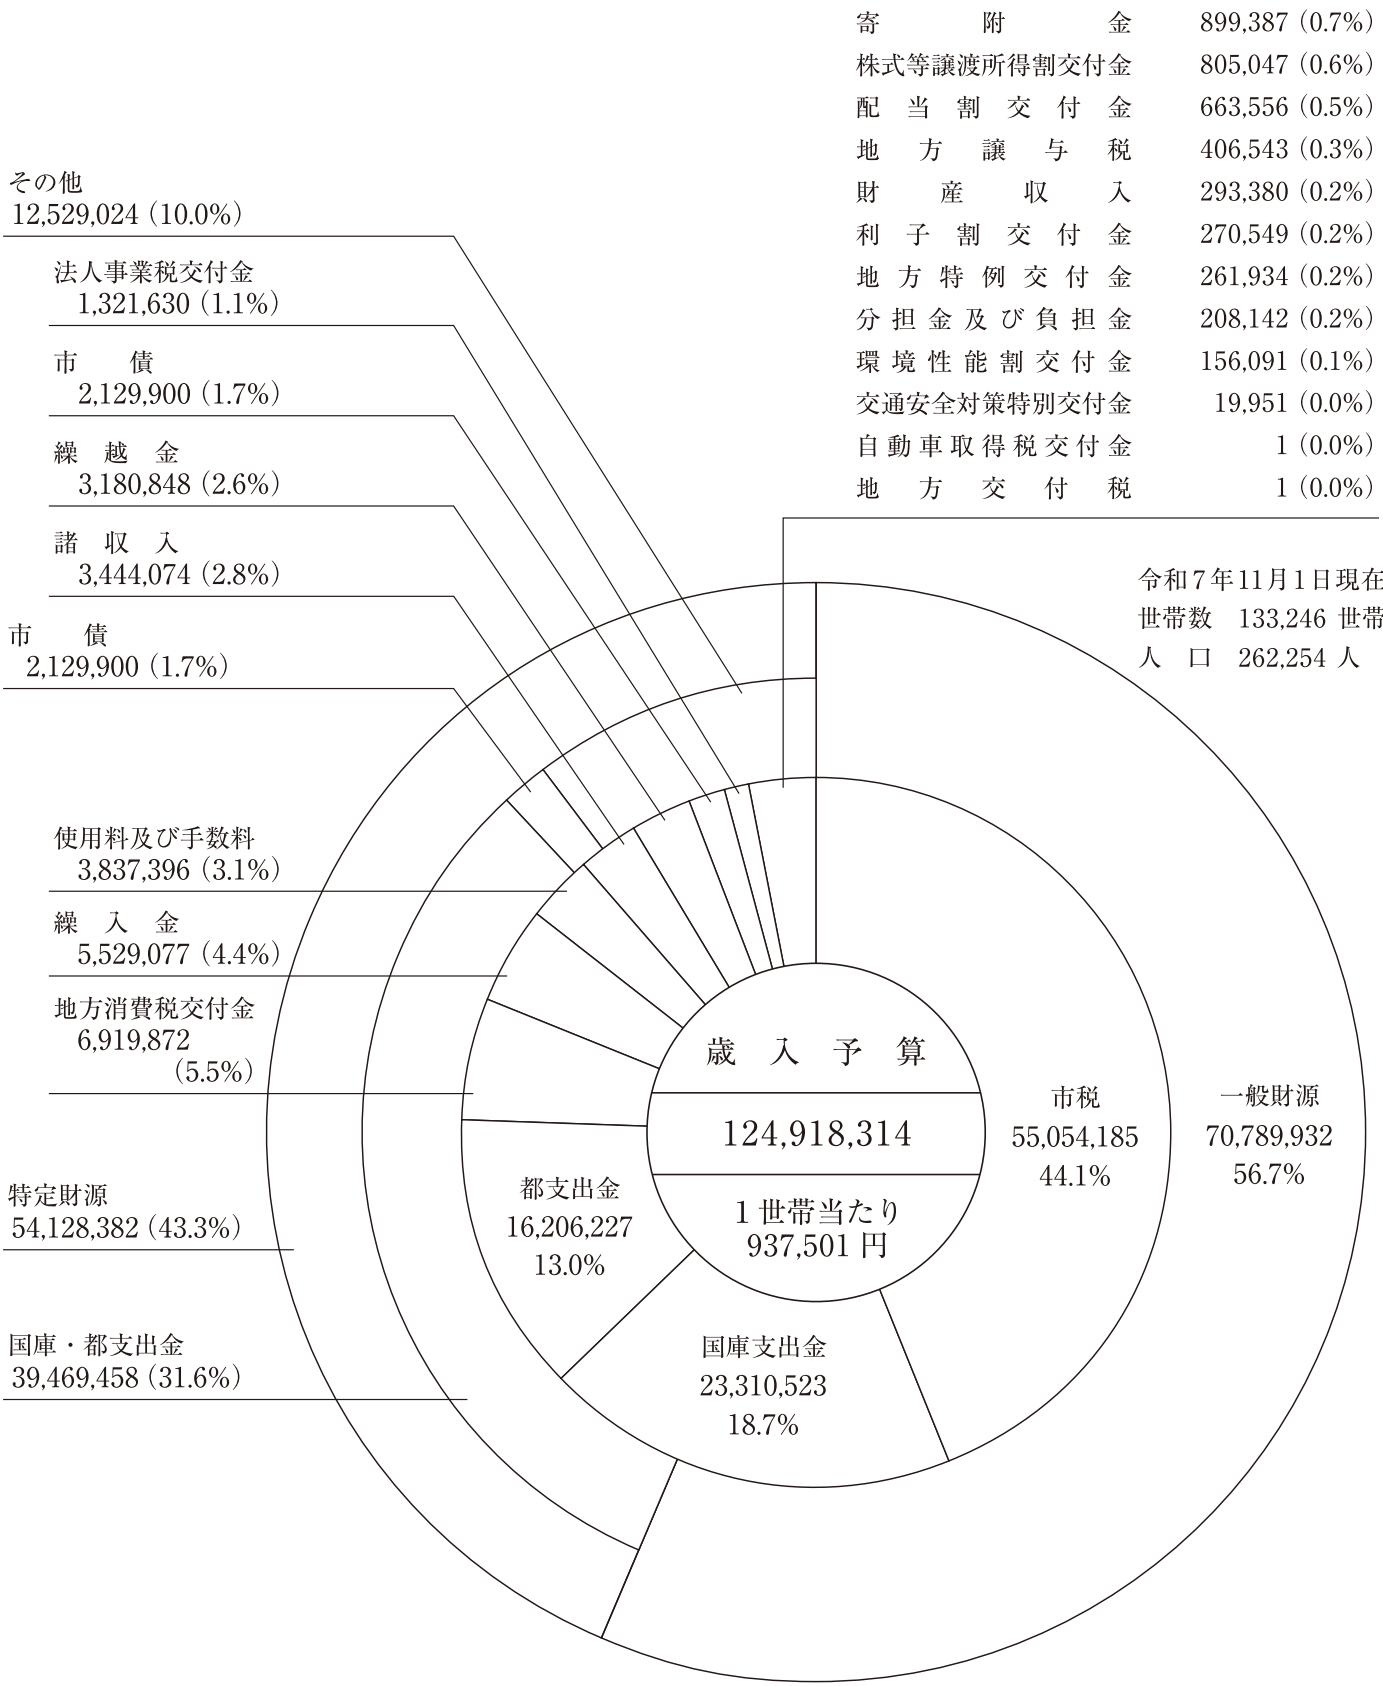 寄附金 899,387（0.7%）
株式等譲渡所得割交付金 805,047（0.6%）
配当割交付金 663,556（0.5%）
地方譲与税 406,543（0.3%）
財産収入 293,380（0.2%）
利子割交付金 270,549（0.2%）
地方特例交付金 261,934（0.2%）
分担金及び負担金 208,142（0.2%）
環境性能割交付金 156,091（0.1%）
交通安全対策特別交付金 19,951（0.0%）
自動車取得税交付金 1（0.0%）
地方交付税 1（0.0%）
令和7年11月1日現在
世帯数 133,246 世帯
人口 262,254 人
その他
12,529,024（10.0%）
法人事業税交付金
1,321,630（1.1%）
市債
2,129,900（1.7%）
繰越金
3,180,848（2.6%）
諸収入
3,444,074（2.8%）
市債
2,129,900（1.7%）
使用料及び手数料
3,837,396（3.1%）
繰入金
5,529,077（4.4%）
地方消費税交付金
6,919,872
（5.5%）
特定財源
54,128,382（43.3%）
国庫・都支出金
39,469,458（31.6%）
歳入予算
124,918,314
1世帯当たり
937,501 円
市税
55,054,185
44.1%
一般財源
70,789,932
56.7%
都支出金
16,206,227
13.0%
国庫支出金
23,310,523
18.7%